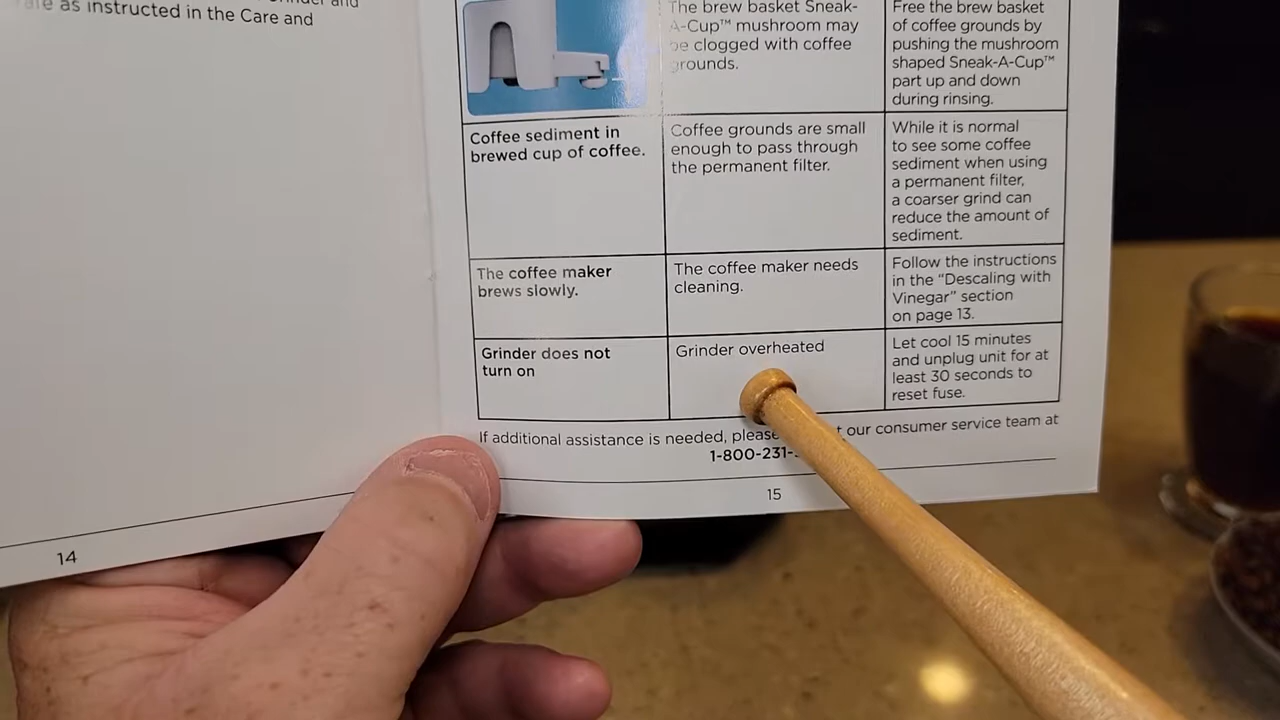 as instructed in the Care and
14
The brew basket Sneak-
A-Cup™ mushroom may
be clogged with coffee
grounds.
Free the brew basket
of coffee grounds by
pushing the mushroom
shaped Sneak-A-Cup™
part up and down
during rinsing.
Coffee sediment in
brewed cup of coffee.
Coffee grounds are small
enough to pass through
the permanent filter.
While it is normal
to see some coffee
sediment when using
a permanent filter,
a coarser grind can
reduce the amount of
sediment.
The coffee maker
brews slowly.
The coffee maker needs
cleaning.
Follow the instructions
in the “Descaling with
Vinegar” section
on page 13.
Grinder does not
turn on
Grinder overheated
Let cool 15 minutes
and unplug unit for at
least 30 seconds to
reset fuse.
If additional assistance is needed, please our consumer service team at
1-800-231-
15